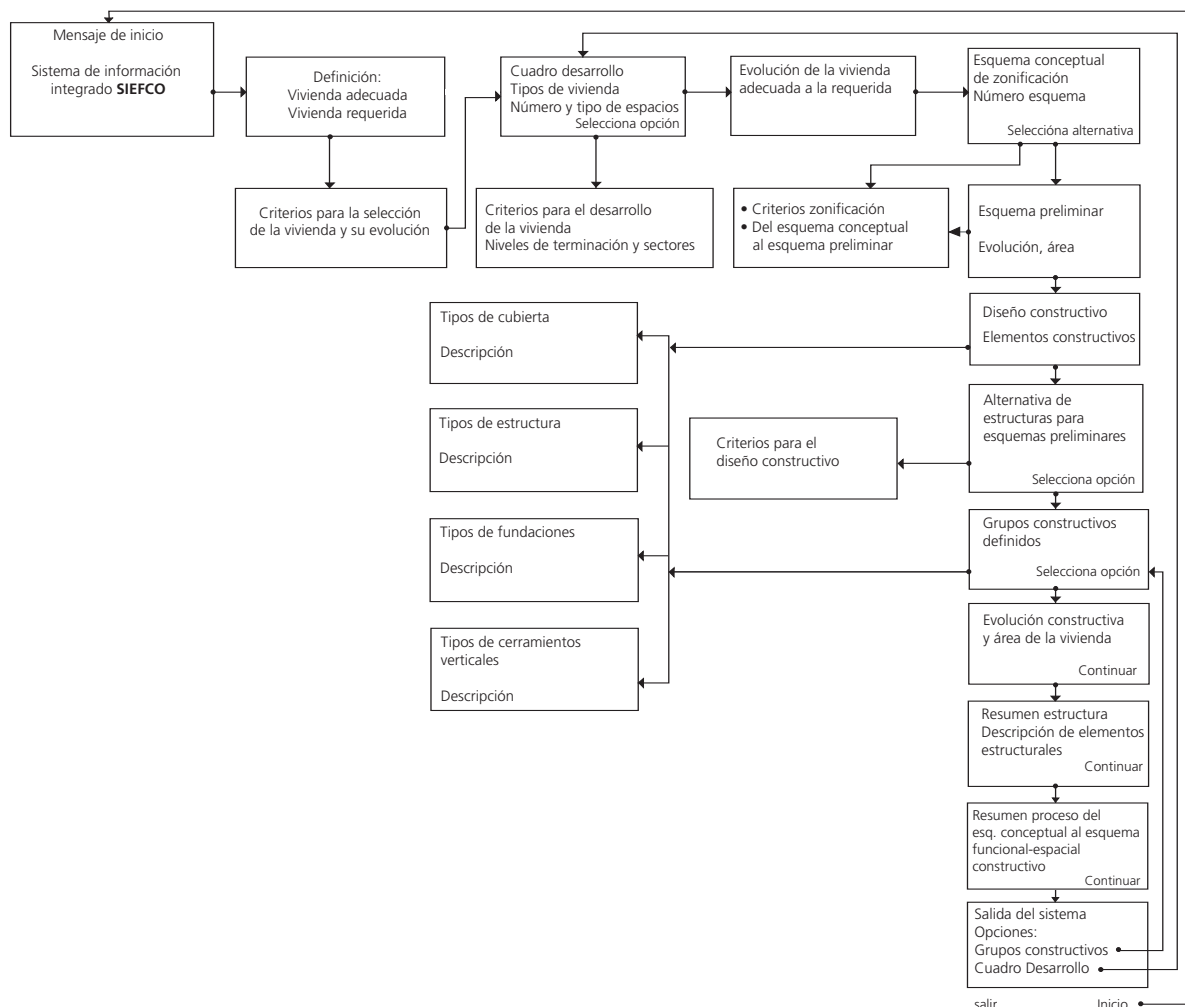 Mensaje de inicio
Sistema de información
integrado SIEFCO
Definición:
Vivienda adecuada
Vivienda requerida
Cuadro desarrollo
Tipos de vivienda
Número y tipo de espacios
Selecciona opción
Evolución de la vivienda
adecuada a la requerida
Esquema conceptual
de zonificación
Número esquema
Seleccióna alternativa
Criterios para la selección
de la vivienda y su evolución
Criterios para el desarrollo
de la vivienda
Niveles de terminación y sectores
• Criterios zonificación
• Del esquema conceptual
al esquema preliminar
Esquema preliminar
Evolución, área
Tipos de cubierta
Descripción
Diseño constructivo
Elementos constructivos
Tipos de estructura
Descripción
Criterios para el
diseño constructivo
Alternativa de
estructuras para
esquemas preliminares
Selecciona opción
Tipos de fundaciones
Descripción
Grupos constructivos
definidos
Selecciona opción
Tipos de cerramientos
verticales
Descripción
Evolución constructiva
y área de la vivienda
Continuar
Resumen estructura
Descripción de elementos
estructurales
Continuar
Resumen proceso del
esq. conceptual al esquema
funcional-espacial
constructivo
Continuar
Salida del sistema
Opciones:
Grupos constructivos
Cuadro Desarrollo
salir Inicio